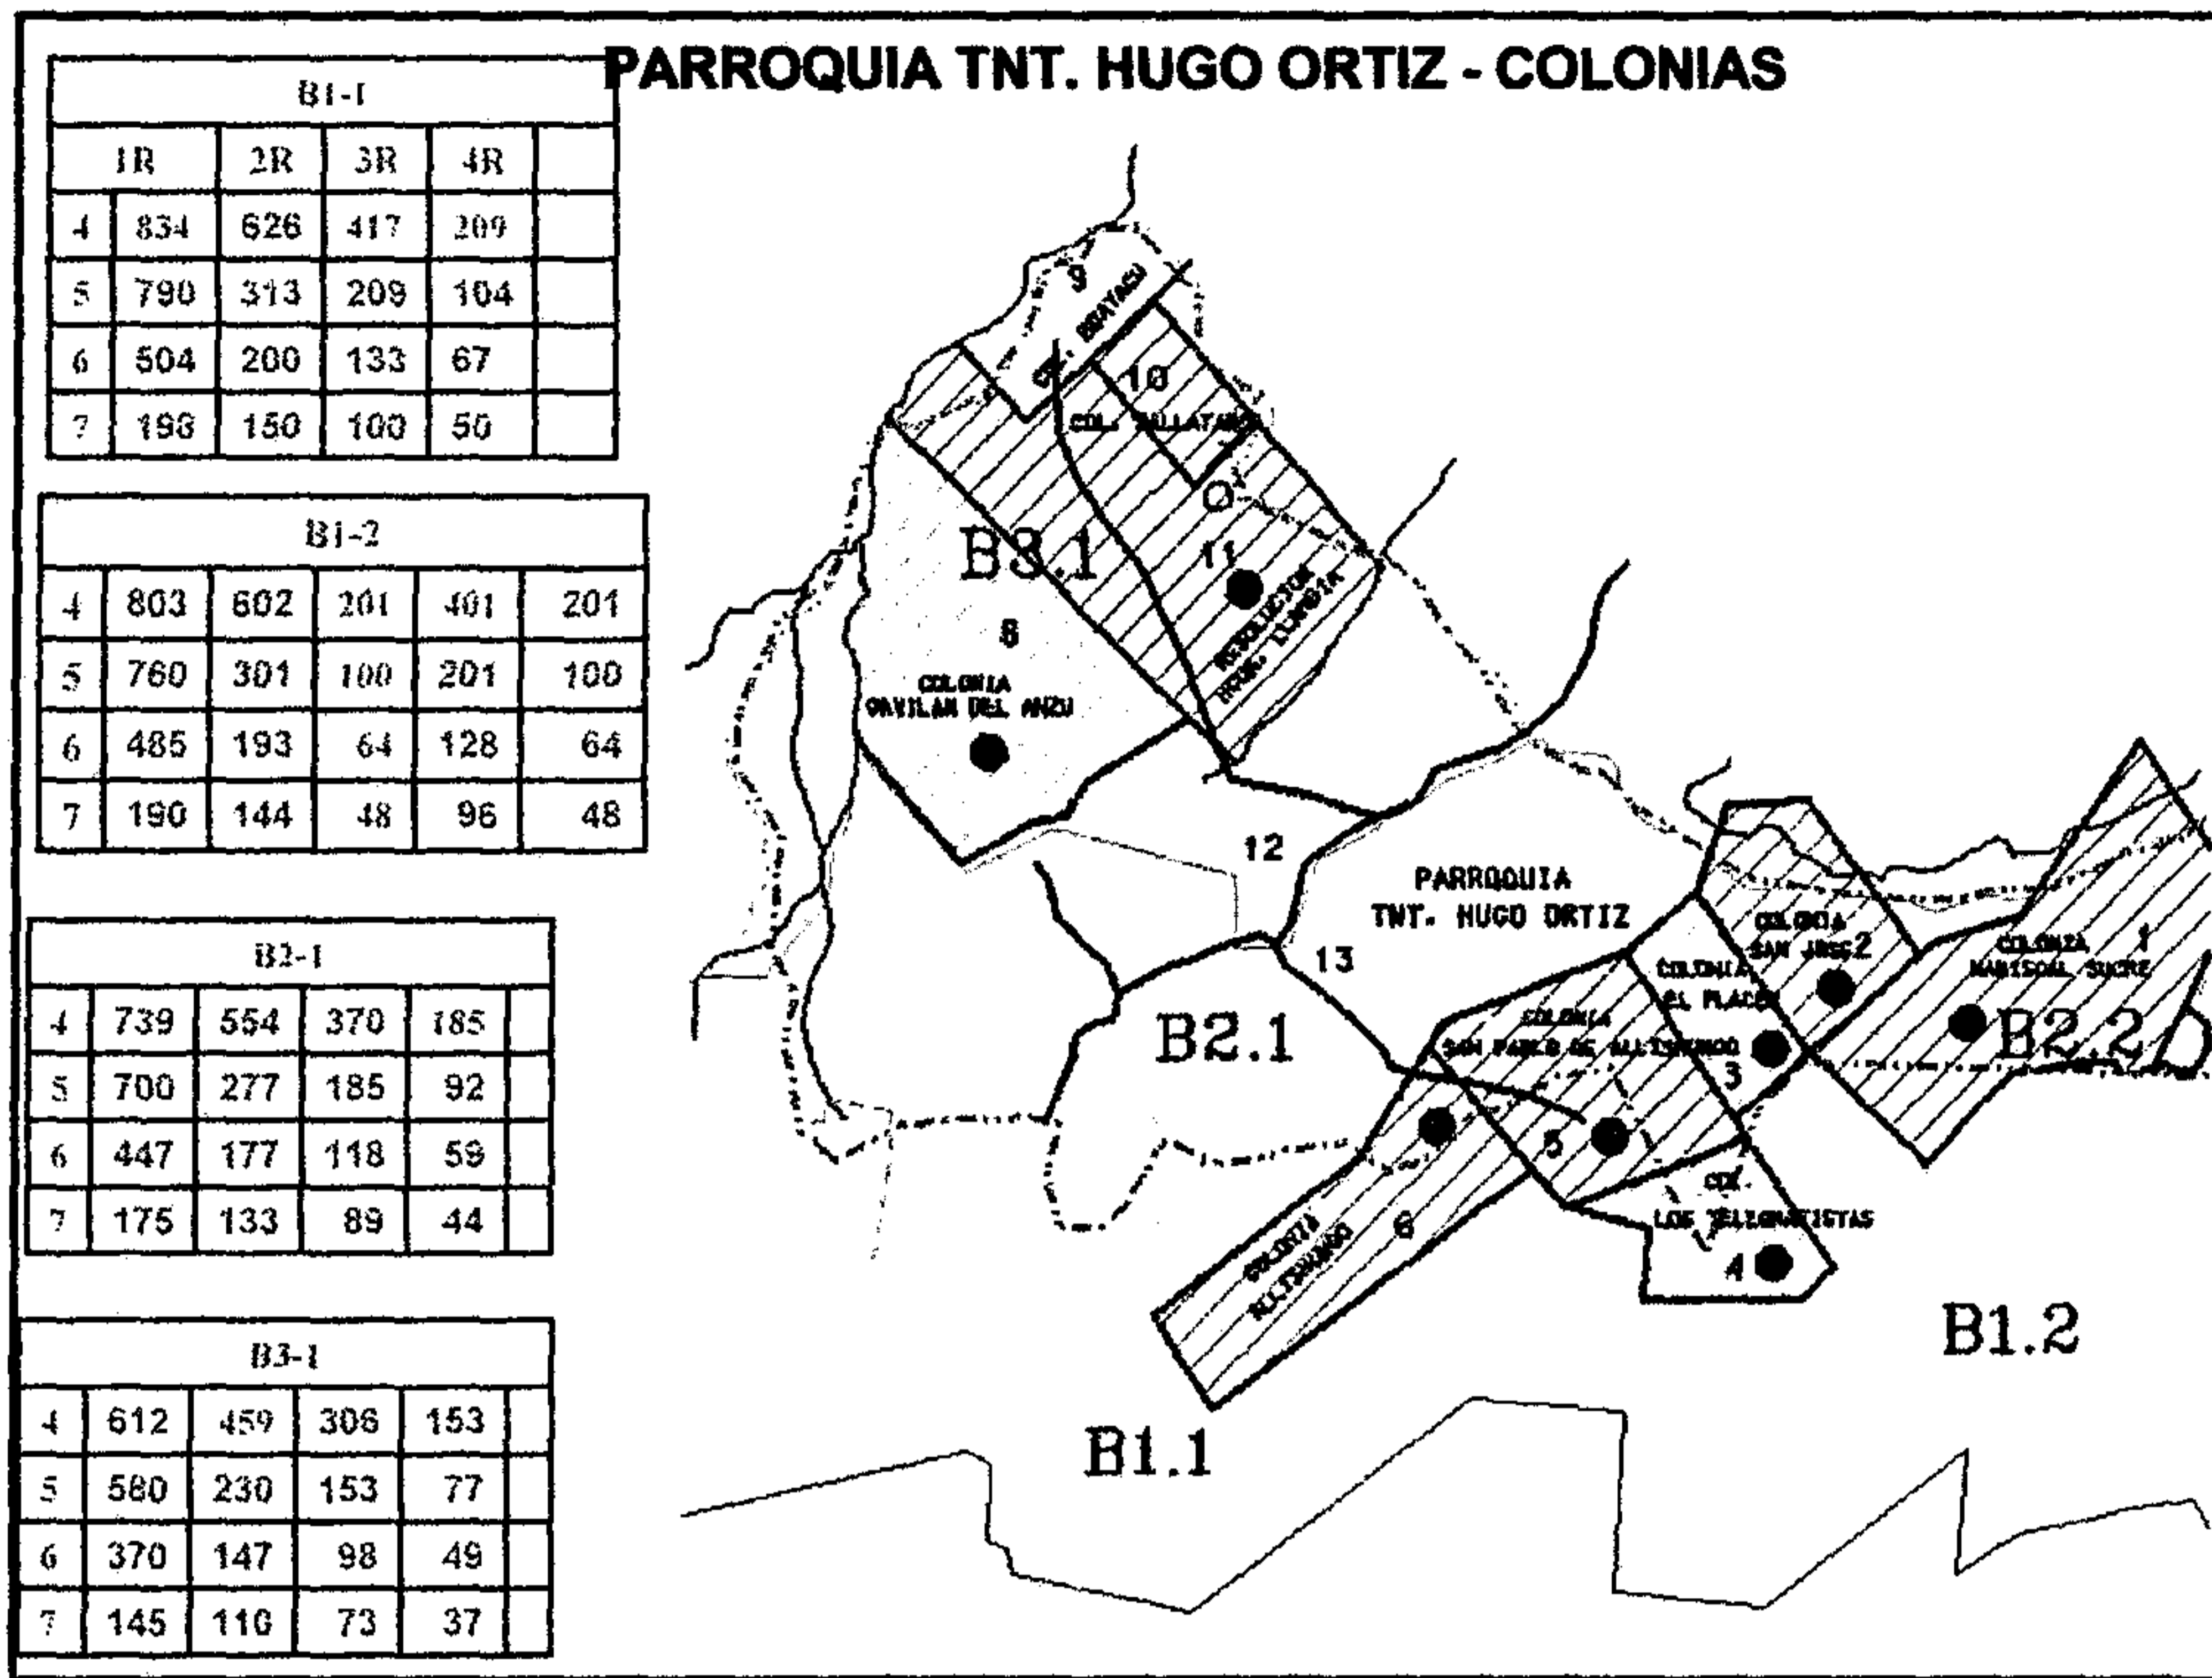 PARROQUIA TNT. HUGO ORTIZ - COLONIAS
B1-1
1R 2R 3R 4R
4 834 626 417 209
5 790 313 209 104
6 504 200 133 67
7 198 150 100 50
B1-2
4 803 602 201 401 201
5 760 301 100 201 100
6 485 193 64 128 64
7 190 144 48 96 48
B2-1
4 739 554 370 185
5 700 277 185 92
6 447 177 118 59
7 175 133 89 44
B3-1
4 612 459 306 153
5 580 230 153 77
6 370 147 98 49
7 145 110 73 37
9
10
COL.
B3.1
11
8
COLONIA
GAVILAN DEL ANZU
12
PARROQUIA
TNT. HUGO ORTIZ
13
COLONIA
SAN JOSE 2
COLONIA 1
MARISCAL SUCRE
COLONIA
EL PLACER
B2.1
COLONIA
SAN PABLO DE
B2.2
3
5
COL.
LOS TELEGRAFISTAS
4
COLONIA
6
B1.2
B1.1